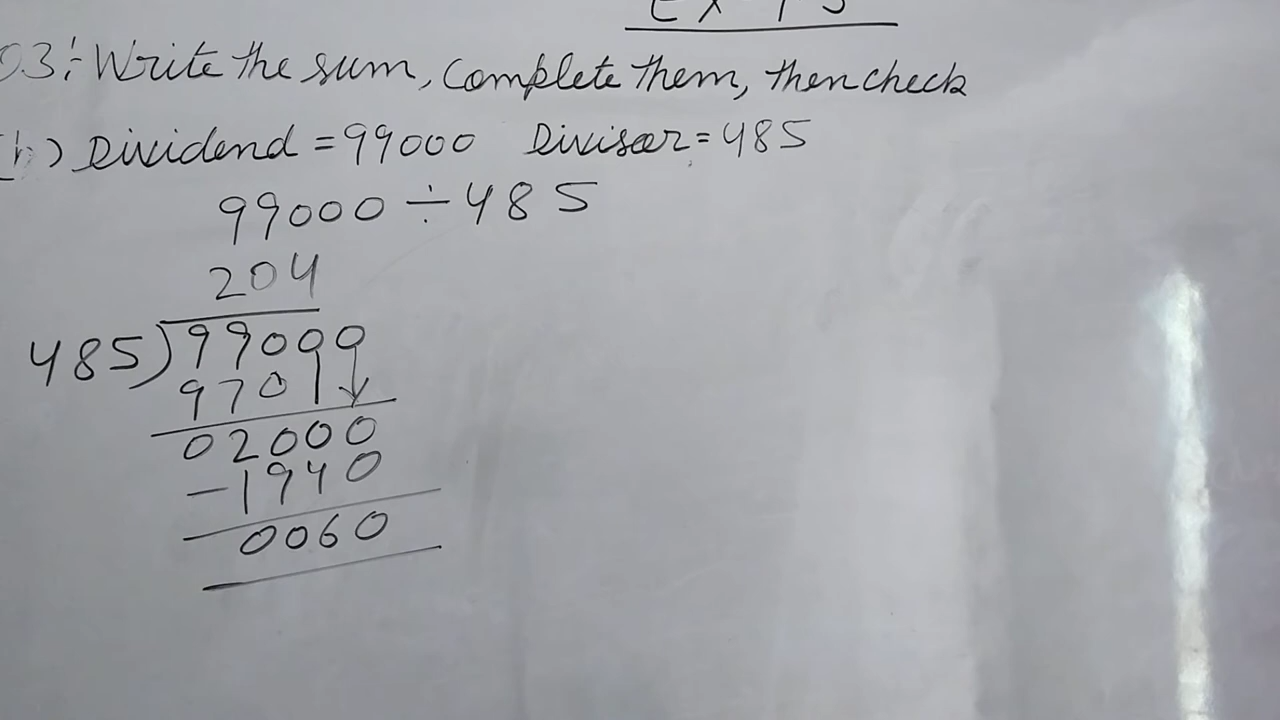 Q3:- Write the sum, Complete them, then check
(b) Dividend = 99000 Divisor = 485
99000 ÷ 485
204
485)99000
970
02000
-1940
0060